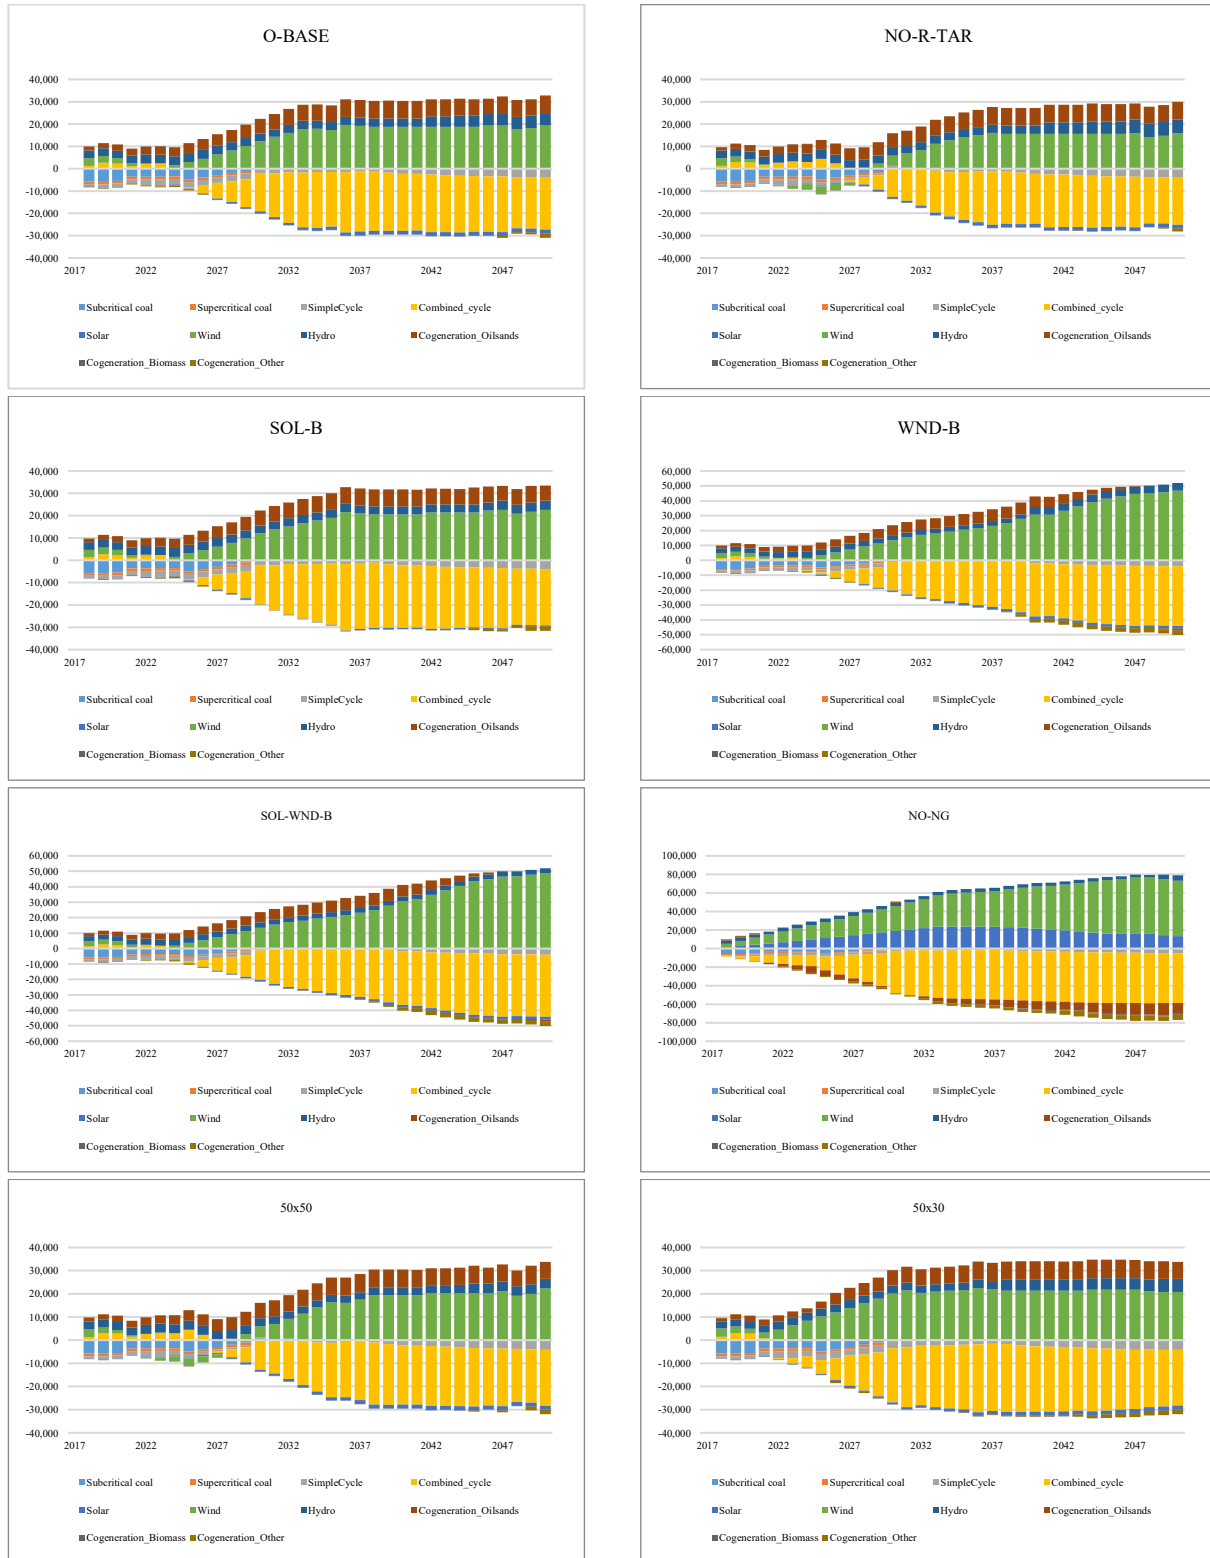 O-BASE
40,000
30,000
20,000
10,000
0
-10,000
-20,000
-30,000
-40,000
2017 2022 2027 2032 2037 2042 2047
Subcritical coal Supercritical coal SimpleCycle Combined_cycle
Solar Wind Hydro Cogeneration_Oilsands
Cogeneration_Biomass Cogeneration_Other
NO-R-TAR
40,000
30,000
20,000
10,000
0
-10,000
-20,000
-30,000
-40,000
2017 2022 2027 2032 2037 2042 2047
Subcritical coal Supercritical coal SimpleCycle Combined_cycle
Solar Wind Hydro Cogeneration_Oilsands
Cogeneration_Biomass Cogeneration_Other
SOL-B
40,000
30,000
20,000
10,000
0
-10,000
-20,000
-30,000
-40,000
2017 2022 2027 2032 2037 2042 2047
Subcritical coal Supercritical coal SimpleCycle Combined_cycle
Solar Wind Hydro Cogeneration_Oilsands
Cogeneration_Biomass Cogeneration_Other
WND-B
60,000
50,000
40,000
30,000
20,000
10,000
0
-10,000
-20,000
-30,000
-40,000
-50,000
-60,000
2017 2022 2027 2032 2037 2042 2047
Subcritical coal Supercritical coal SimpleCycle Combined_cycle
Solar Wind Hydro Cogeneration_Oilsands
Cogeneration_Biomass Cogeneration_Other
SOL-WND-B
60,000
50,000
40,000
30,000
20,000
10,000
0
-10,000
-20,000
-30,000
-40,000
-50,000
-60,000
2017 2022 2027 2032 2037 2042 2047
Subcritical coal Supercritical coal SimpleCycle Combined_cycle
Solar Wind Hydro Cogeneration_Oilsands
Cogeneration_Biomass Cogeneration_Other
NO-NG
100,000
80,000
60,000
40,000
20,000
0
-20,000
-40,000
-60,000
-80,000
-100,000
2017 2022 2027 2032 2037 2042 2047
Subcritical coal Supercritical coal SimpleCycle Combined_cycle
Solar Wind Hydro Cogeneration_Oilsands
Cogeneration_Biomass Cogeneration_Other
50x50
40,000
30,000
20,000
10,000
0
-10,000
-20,000
-30,000
-40,000
2017 2022 2027 2032 2037 2042 2047
Subcritical coal Supercritical coal SimpleCycle Combined_cycle
Solar Wind Hydro Cogeneration_Oilsands
Cogeneration_Biomass Cogeneration_Other
50x30
40,000
30,000
20,000
10,000
0
-10,000
-20,000
-30,000
-40,000
2017 2022 2027 2032 2037 2042 2047
Subcritical coal Supercritical coal SimpleCycle Combined_cycle
Solar Wind Hydro Cogeneration_Oilsands
Cogeneration_Biomass Cogeneration_Other